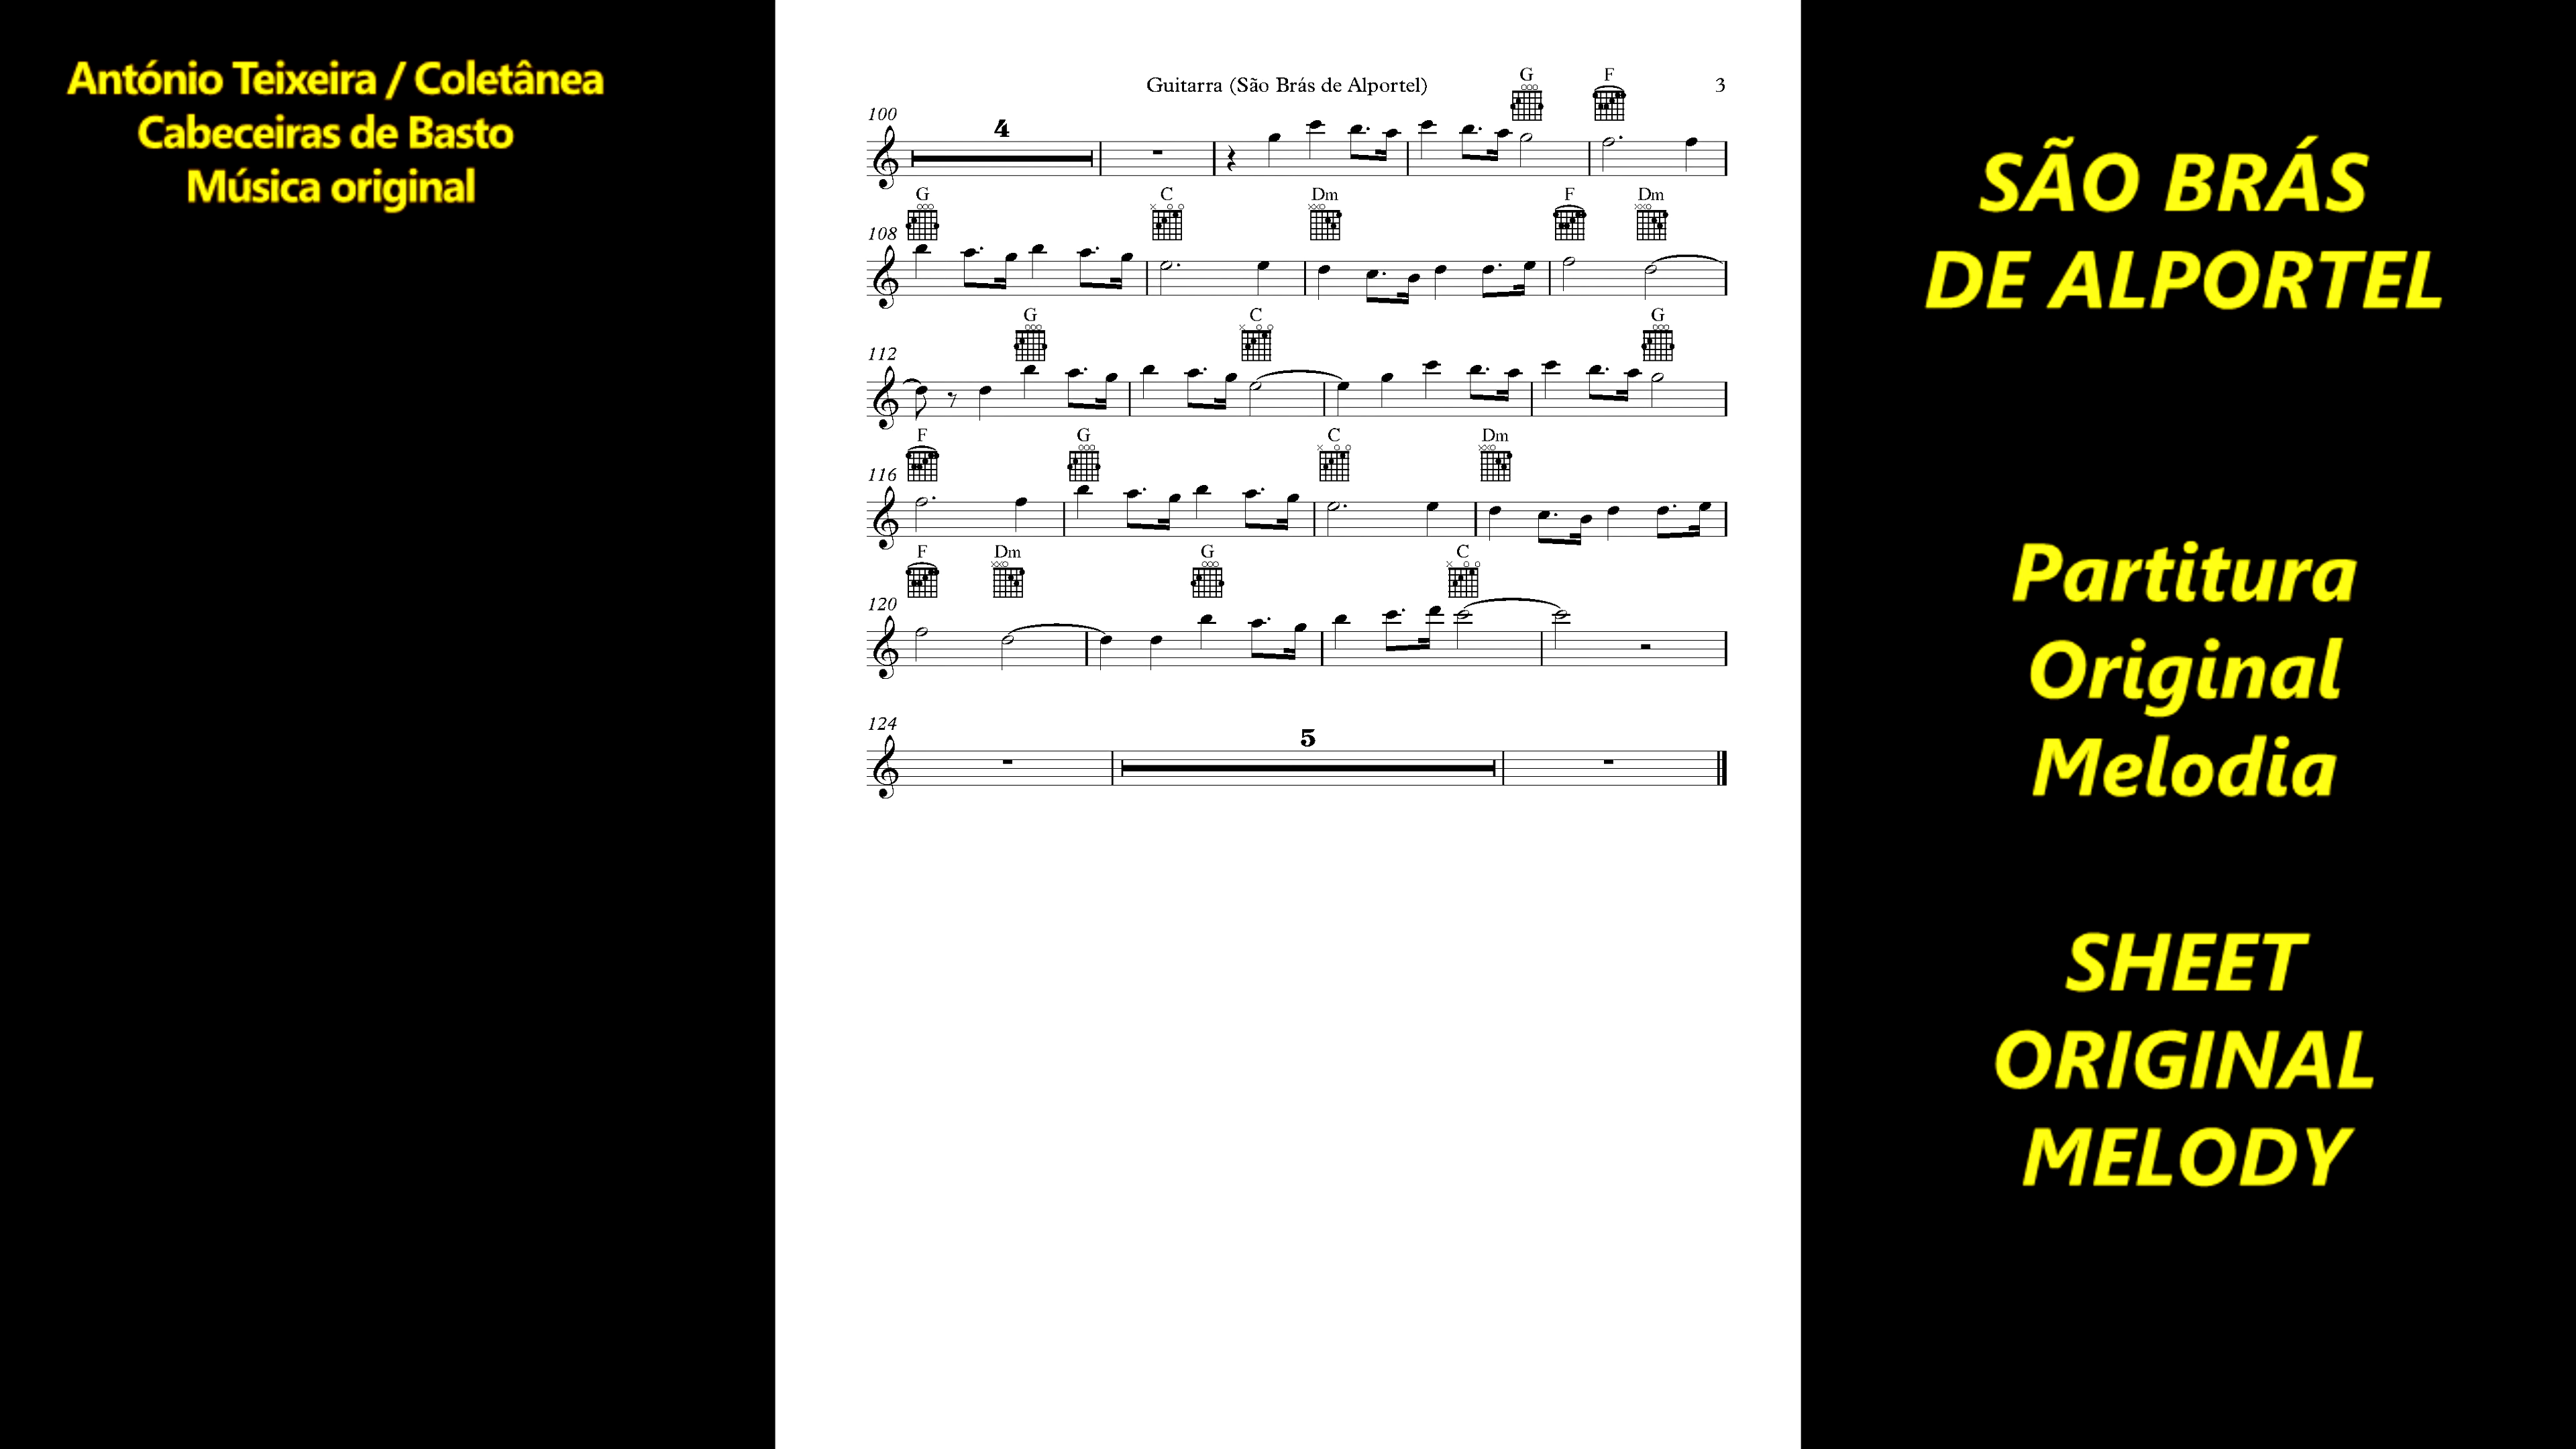 António Teixeira / Coletânea
Cabeceiras de Basto
Música original
Guitarra (São Brás de Alportel)
3
G F
100
4
G C Dm F Dm
108
G C G
112
F G C Dm
116
F Dm G C
120
124
5
SÃO BRÁS
DE ALPORTEL
Partitura
Original
Melodia
SHEET
ORIGINAL
MELODY